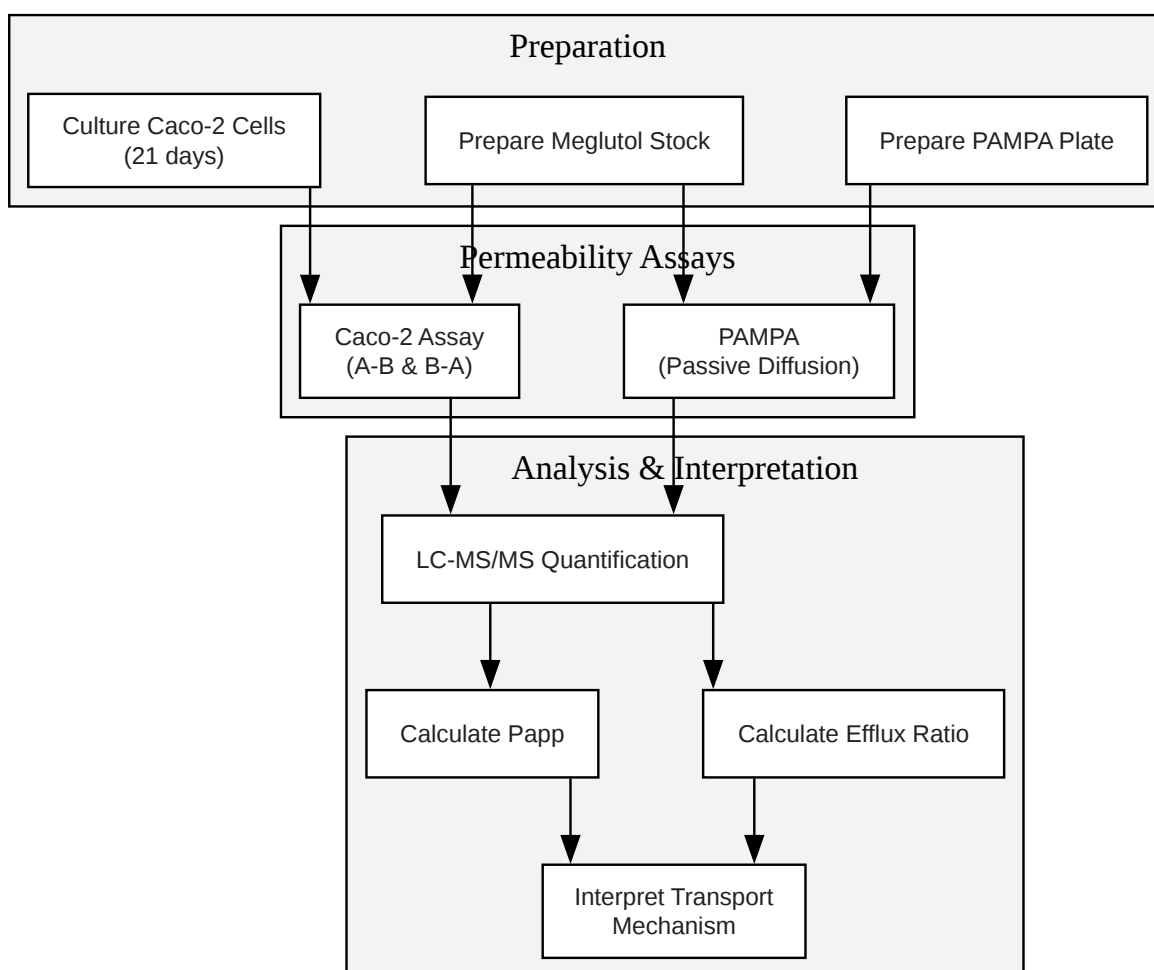 Preparation
Culture Caco-2 Cells
(21 days)
Prepare Meglutol Stock
Prepare PAMPA Plate
Permeability Assays
Caco-2 Assay
(A-B & B-A)
PAMPA
(Passive Diffusion)
Analysis & Interpretation
LC-MS/MS Quantification
Calculate Papp
Calculate Efflux Ratio
Interpret Transport
Mechanism